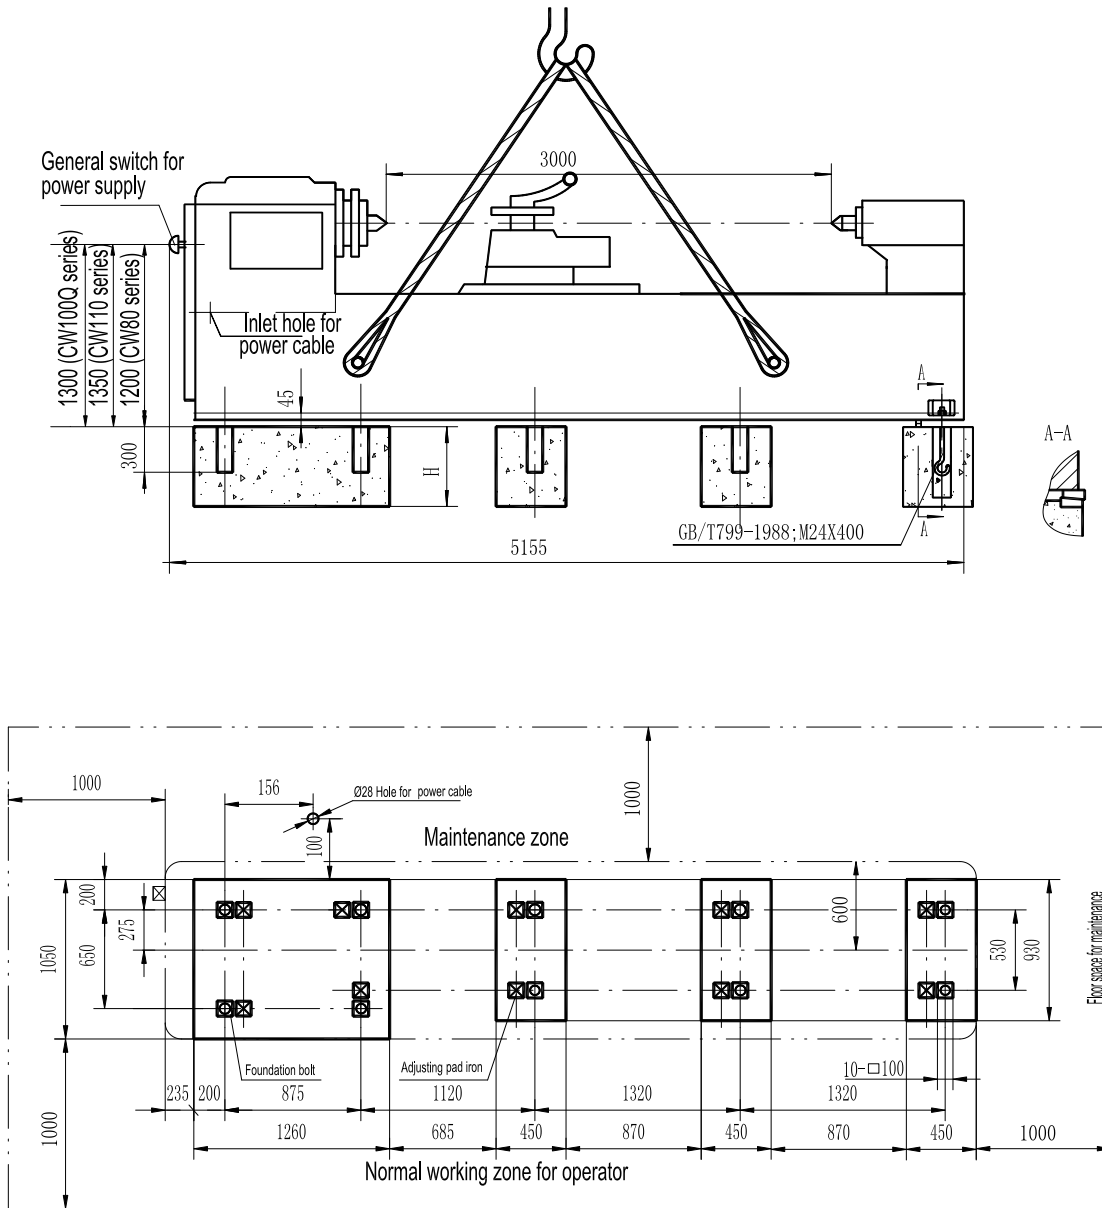 3000
General switch for
power supply
1300 (CW100Q series)
1350 (CW110 series)
1200 (CW80 series)
Inlet hole for
power cable
45
300
H
A
A
A-A
GB/T799-1988;M24X400
5155
1000
156
Ø28 Hole for power cable
1000
100
Maintenance zone
200
275
650
1050
600
530
930
Floor space for maintenance
Foundation bolt
Adjusting pad iron
10-□100
235
200
875
1120
1320
1320
1000
1260
685
450
870
450
870
450
1000
Normal working zone for operator